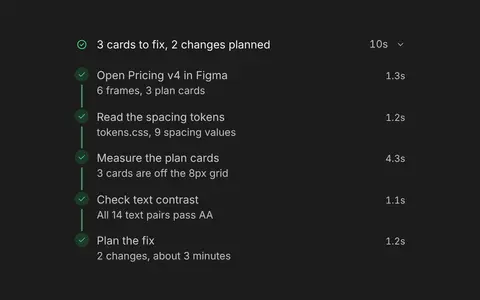 3 cards to fix, 2 changes planned 10s
Open Pricing v4 in Figma 1.3s
6 frames, 3 plan cards
Read the spacing tokens 1.2s
tokens.css, 9 spacing values
Measure the plan cards 4.3s
3 cards are off the 8px grid
Check text contrast 1.1s
All 14 text pairs pass AA
Plan the fix 1.2s
2 changes, about 3 minutes